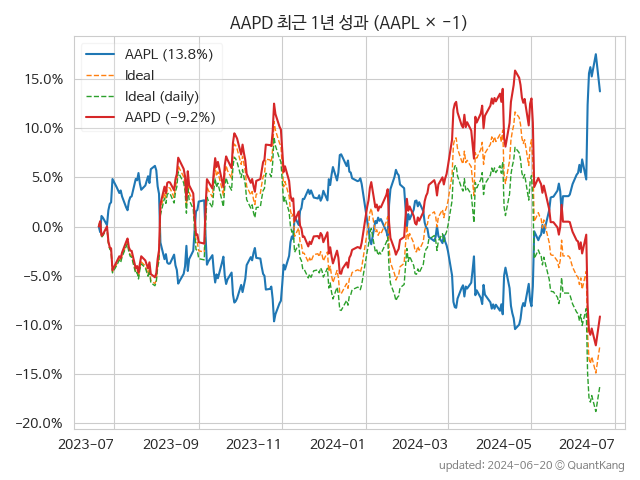 AAPD 최근 1년 성과 (AAPL × −1)
AAPL (13.8%)
Ideal
Ideal (daily)
AAPD (−9.2%)
15.0%
10.0%
5.0%
0.0%
−5.0%
−10.0%
−15.0%
−20.0%
2023-07 2023-09 2023-11 2024-01 2024-03 2024-05 2024-07
updated: 2024-06-20 © QuantKang